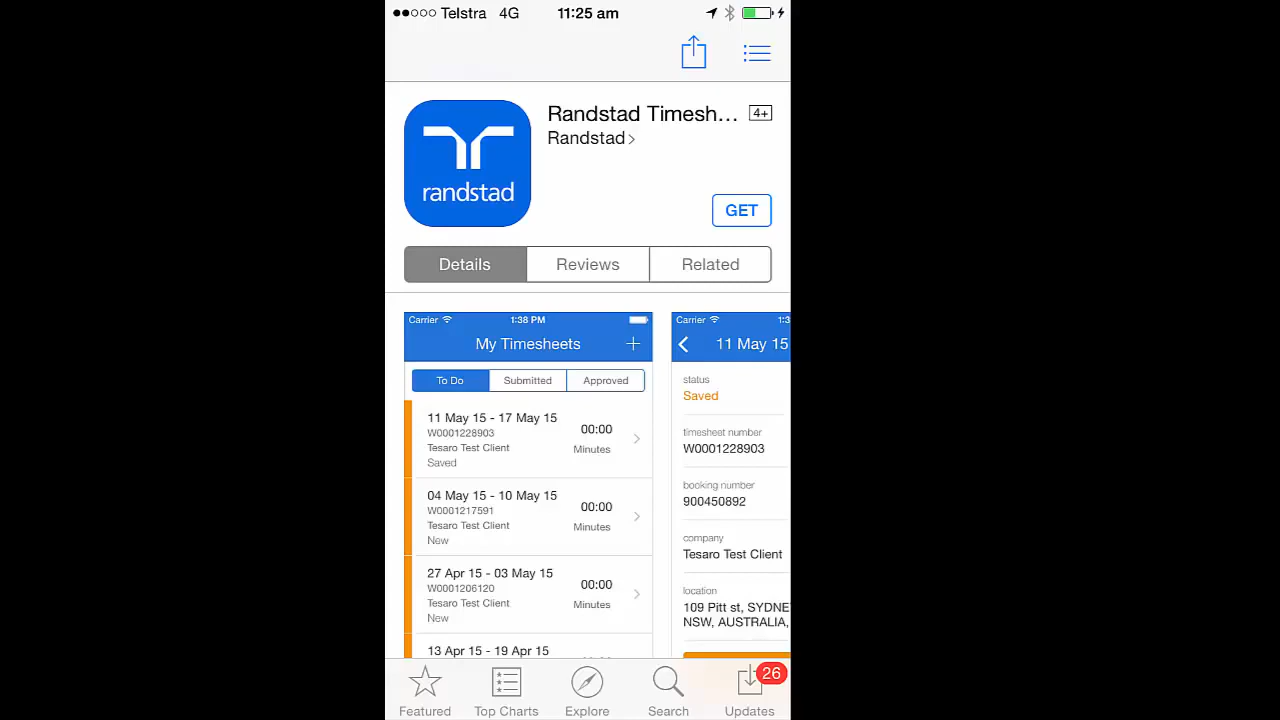 Telstra 4G 11:25 am
Randstad Timesh... 4+
Randstad
randstad
GET
Details Reviews Related
Carrier 1:38 PM
My Timesheets
To Do Submitted Approved
11 May 15 - 17 May 15
W0001228903
Tesaro Test Client
Saved
00:00
Minutes
04 May 15 - 10 May 15
W0001217591
Tesaro Test Client
New
00:00
Minutes
27 Apr 15 - 03 May 15
W0001206120
Tesaro Test Client
New
00:00
Minutes
13 Apr 15 - 19 Apr 15
Carrier 1:3
11 May 15
status
Saved
timesheet number
W0001228903
booking number
900450892
company
Tesaro Test Client
location
109 Pitt st, SYDNE
NSW, AUSTRALIA,
26
Featured Top Charts Explore Search Updates